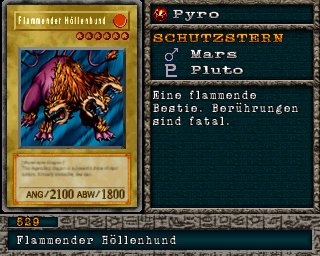 Flammender Höllenhund
ANG/2100 ABW/1800
Pyro
SCHUTZSTERN
Mars
Pluto
Eine flammende
Bestie. Berührungen
sind fatal.
529
Flammender Höllenhund